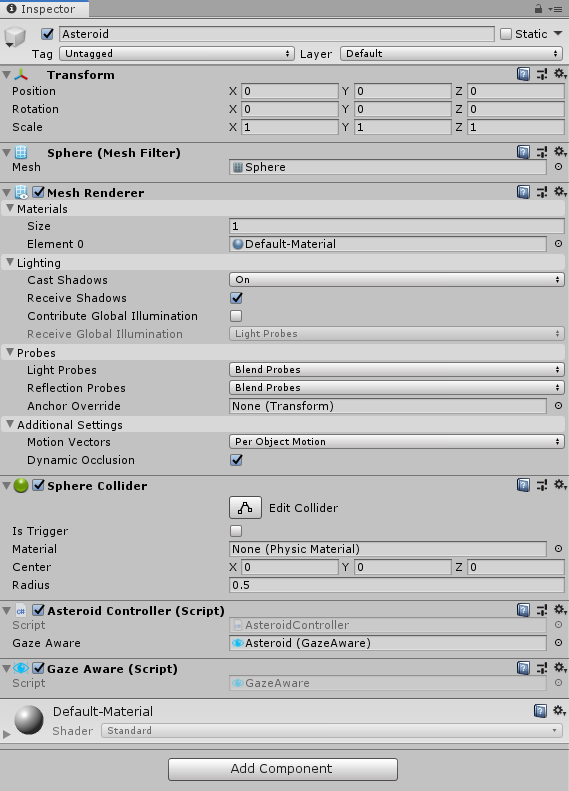 Inspector
Asteroid Static
Tag Untagged Layer Default
Transform
Position X 0 Y 0 Z 0
Rotation X 0 Y 0 Z 0
Scale X 1 Y 1 Z 1
Sphere (Mesh Filter)
Mesh Sphere
Mesh Renderer
Materials
Size 1
Element 0 Default-Material
Lighting
Cast Shadows On
Receive Shadows
Contribute Global Illumination
Receive Global Illumination Light Probes
Probes
Light Probes Blend Probes
Reflection Probes Blend Probes
Anchor Override None (Transform)
Additional Settings
Motion Vectors Per Object Motion
Dynamic Occlusion
Sphere Collider
Edit Collider
Is Trigger
Material None (Physic Material)
Center X 0 Y 0 Z 0
Radius 0.5
Asteroid Controller (Script)
Script AsteroidController
Gaze Aware Asteroid (GazeAware)
Gaze Aware (Script)
Script GazeAware
Default-Material
Shader Standard
Add Component